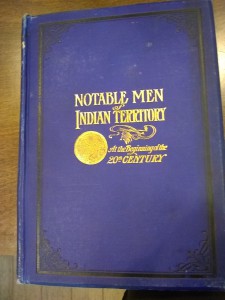 NOTABLE MEN
of
INDIAN TERRITORY
At the Beginning of the
20th CENTURY